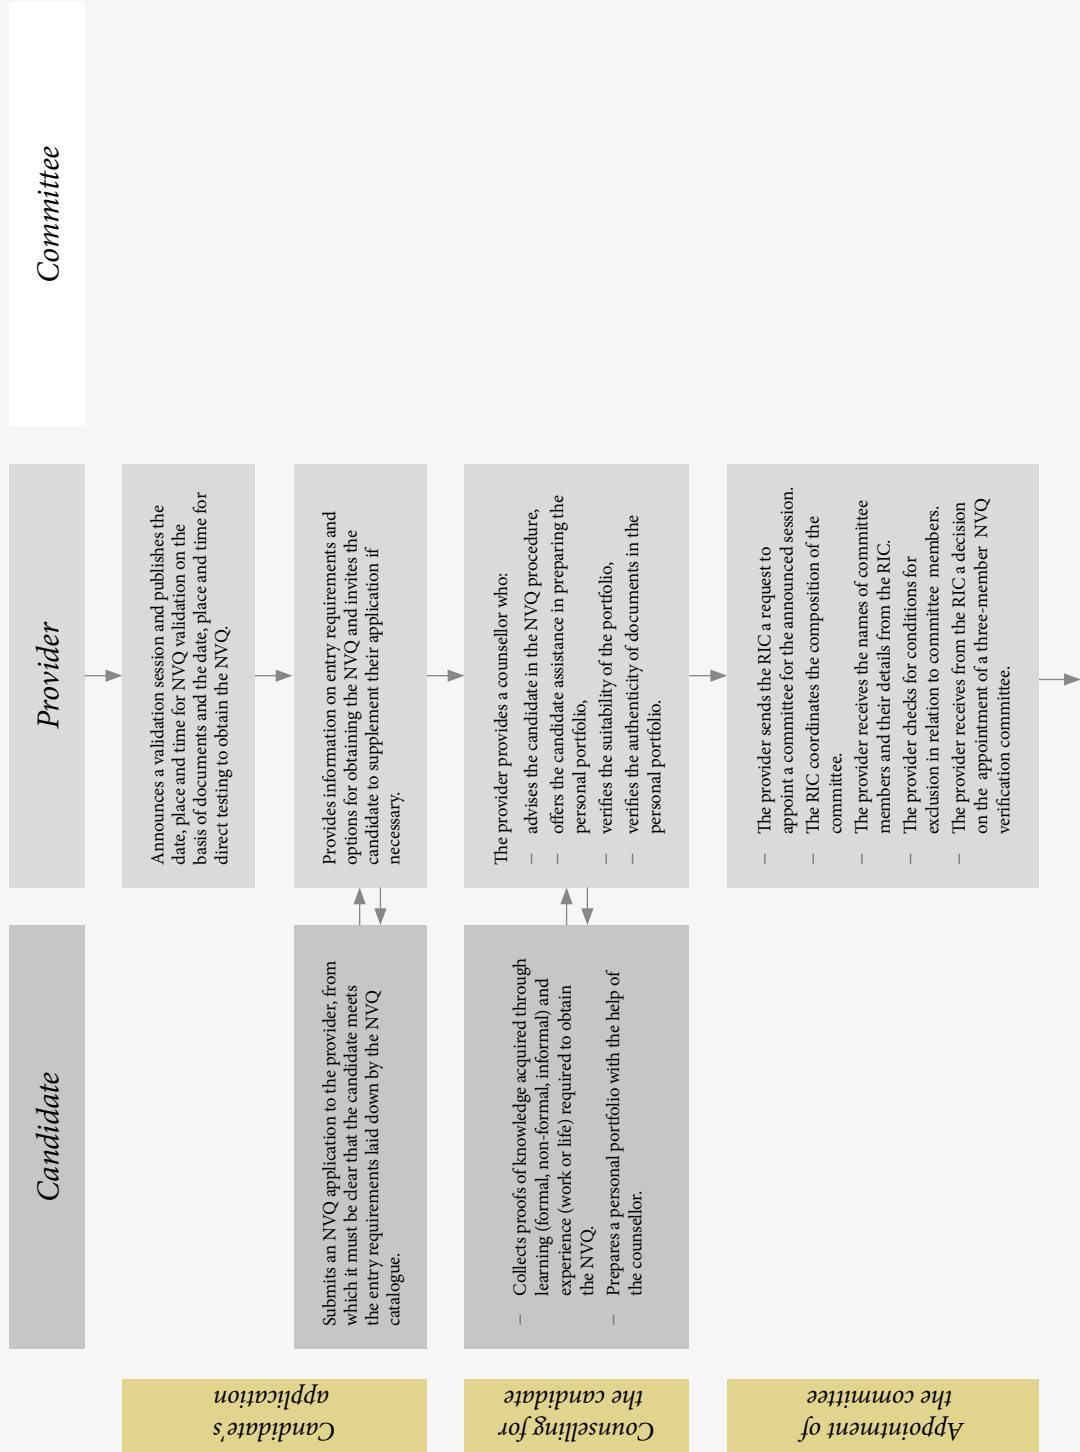 Candidate
Provider
Committee
Candidate's
application
Announces a validation session and publishes the
date, place and time for NVQ validation on the
basis of documents and the date, place and time for
direct testing to obtain the NVQ.
Submits an NVQ application to the provider, from
which it must be clear that the candidate meets
the entry requirements laid down by the NVQ
catalogue.
Provides information on entry requirements and
options for obtaining the NVQ and invites the
candidate to supplement their application if
necessary.
Counselling for
the candidate
– Collects proofs of knowledge acquired through
learning (formal, non-formal, informal) and
experience (work or life) required to obtain
the NVQ.
– Prepares a personal portfolio with the help of
the counsellor.
The provider provides a counsellor who:
– advises the candidate in the NVQ procedure,
– offers the candidate assistance in preparing the
personal portfolio,
– verifies the suitability of the portfolio,
– verifies the authenticity of documents in the
personal portfolio.
Appointment of
the committee
– The provider sends the RIC a request to
appoint a committee for the announced session.
– The RIC coordinates the composition of the
committee.
– The provider receives the names of committee
members and their details from the RIC.
– The provider checks for conditions for
exclusion in relation to committee members.
– The provider receives from the RIC a decision
on the appointment of a three-member NVQ
verification committee.